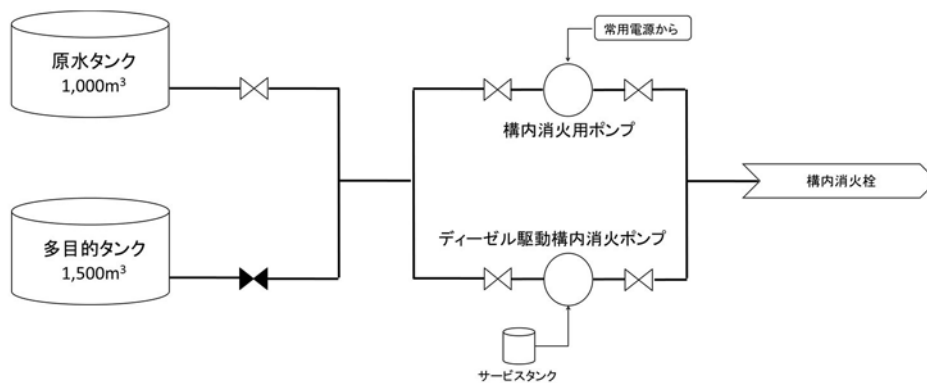 常用電源から
原水タンク
1,000m³
構内消火用ポンプ
構内消火栓
多目的タンク
1,500m³
ディーゼル駆動構内消火ポンプ
サービスタンク